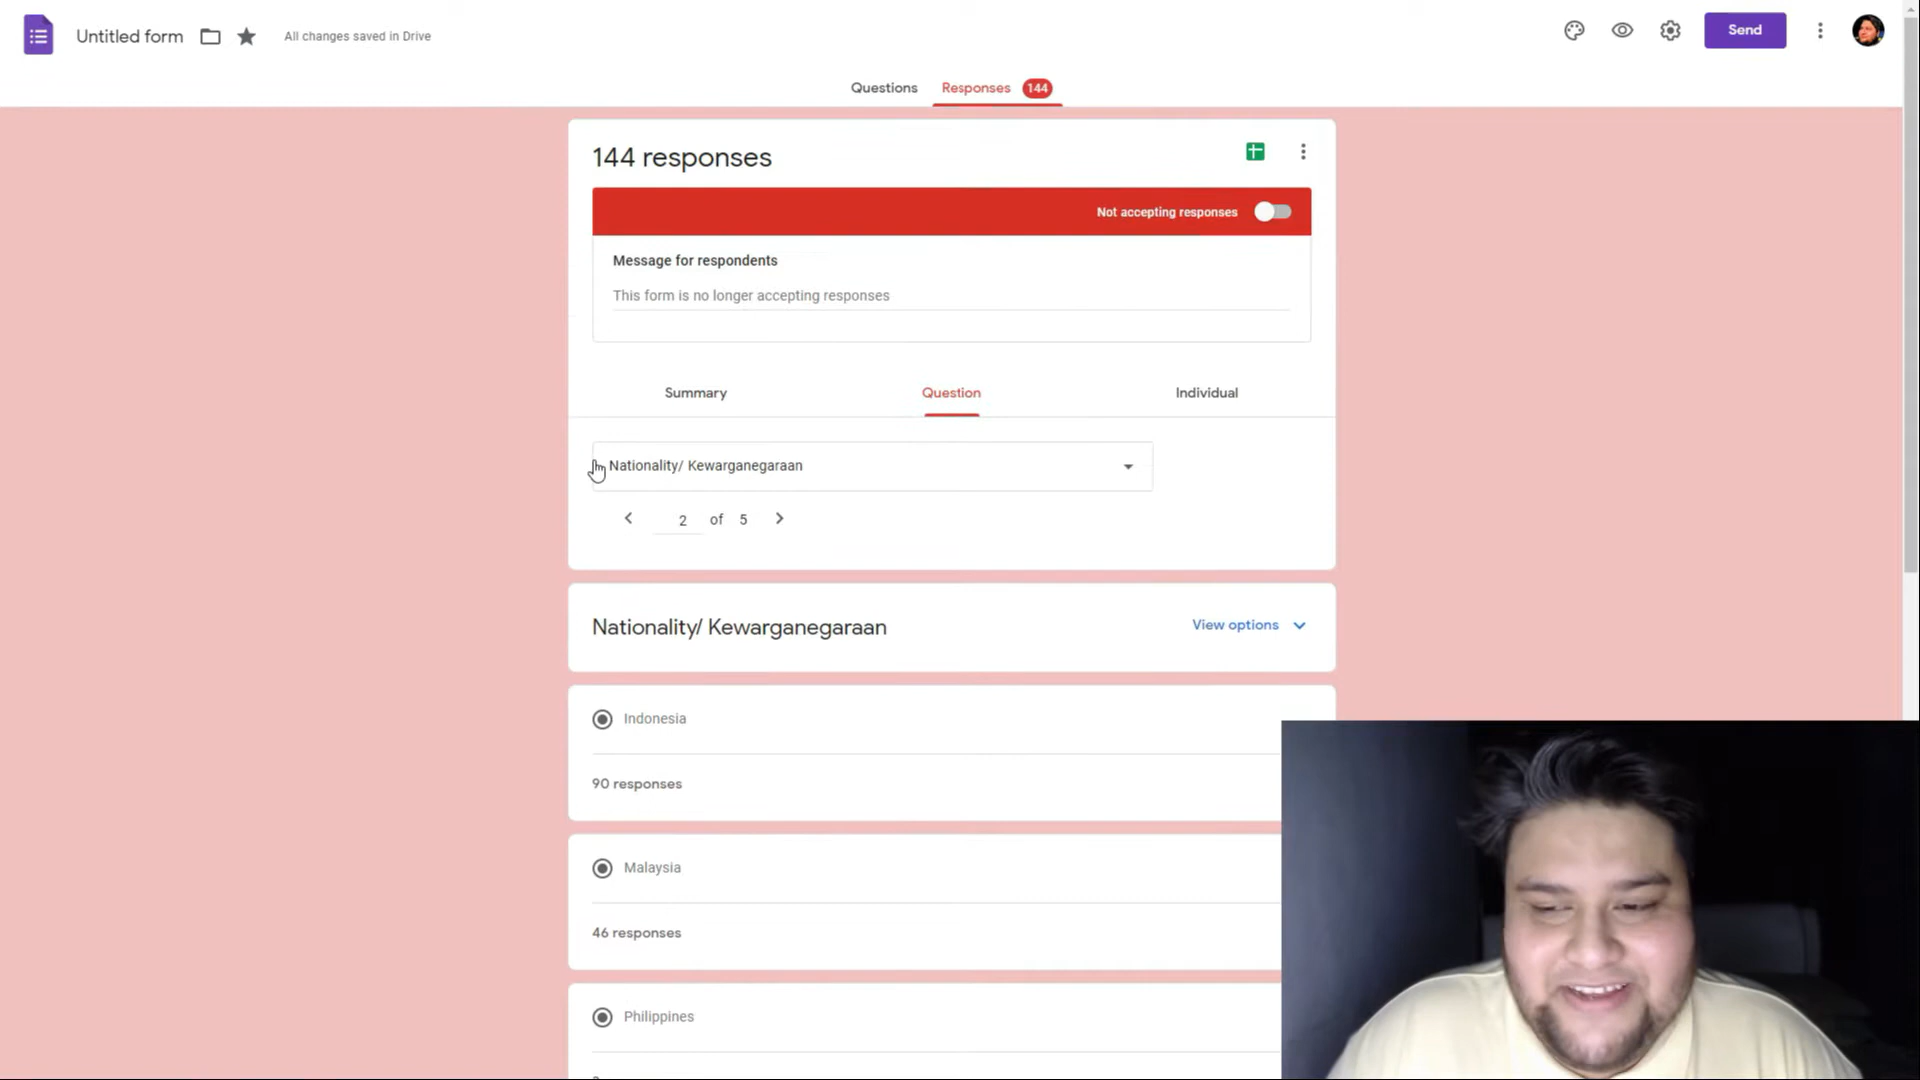 Untitled form
All changes saved in Drive
Send
Questions
Responses 144
144 responses
Not accepting responses
Message for respondents
This form is no longer accepting responses
Summary
Question
Individual
Nationality/ Kewarganegaraan
2 of 5
Nationality/ Kewarganegaraan
View options
Indonesia
90 responses
Malaysia
46 responses
Philippines